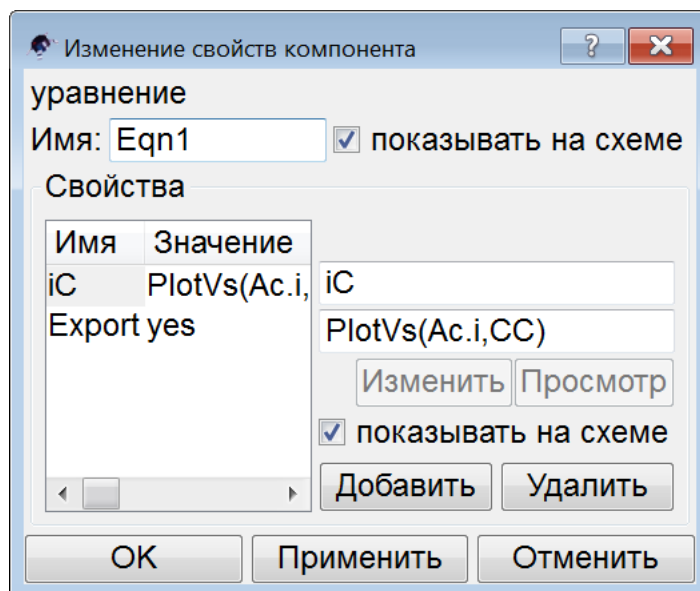 Изменение свойств компонента
?
уравнение
Имя: Eqn1 показывать на схеме
Свойства
Имя Значение
iC PlotVs(Ac.i, iC
Export yes PlotVs(Ac.i,CC)
Изменить Просмотр
показывать на схеме
Добавить Удалить
OK Применить Отменить